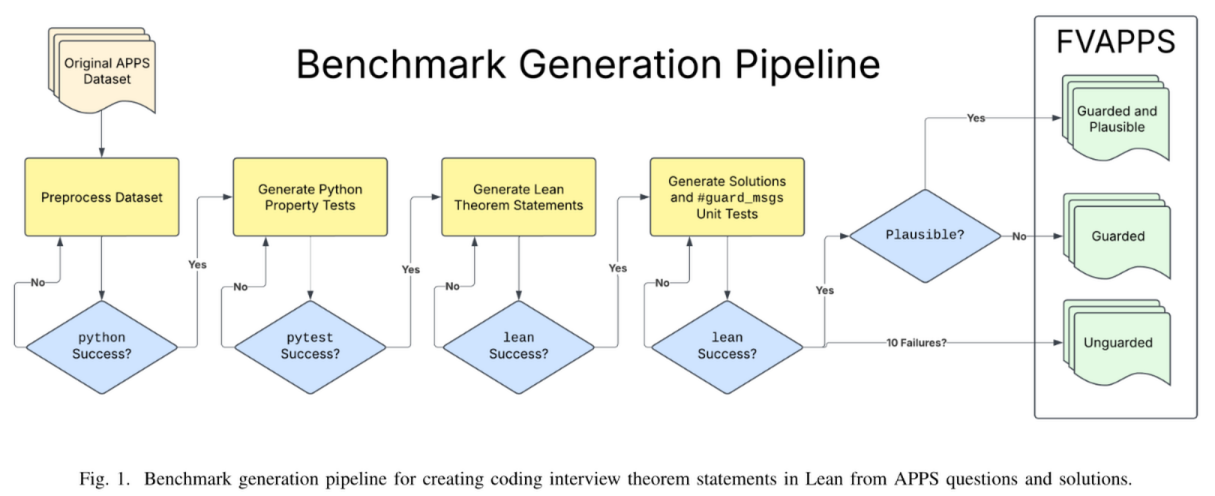 Benchmark Generation Pipeline
Original APPS
Dataset
Preprocess Dataset
python
Success?
No
Yes
Generate Python
Property Tests
pytest
Success?
No
Yes
Generate Lean
Theorem Statements
lean
Success?
No
Yes
Generate Solutions
and #guard_msgs
Unit Tests
lean
Success?
No
Yes
10 Failures?
Plausible?
Yes
No
FVAPPS
Guarded and
Plausible
Guarded
Unguarded
Fig. 1. Benchmark generation pipeline for creating coding interview theorem statements in Lean from APPS questions and solutions.